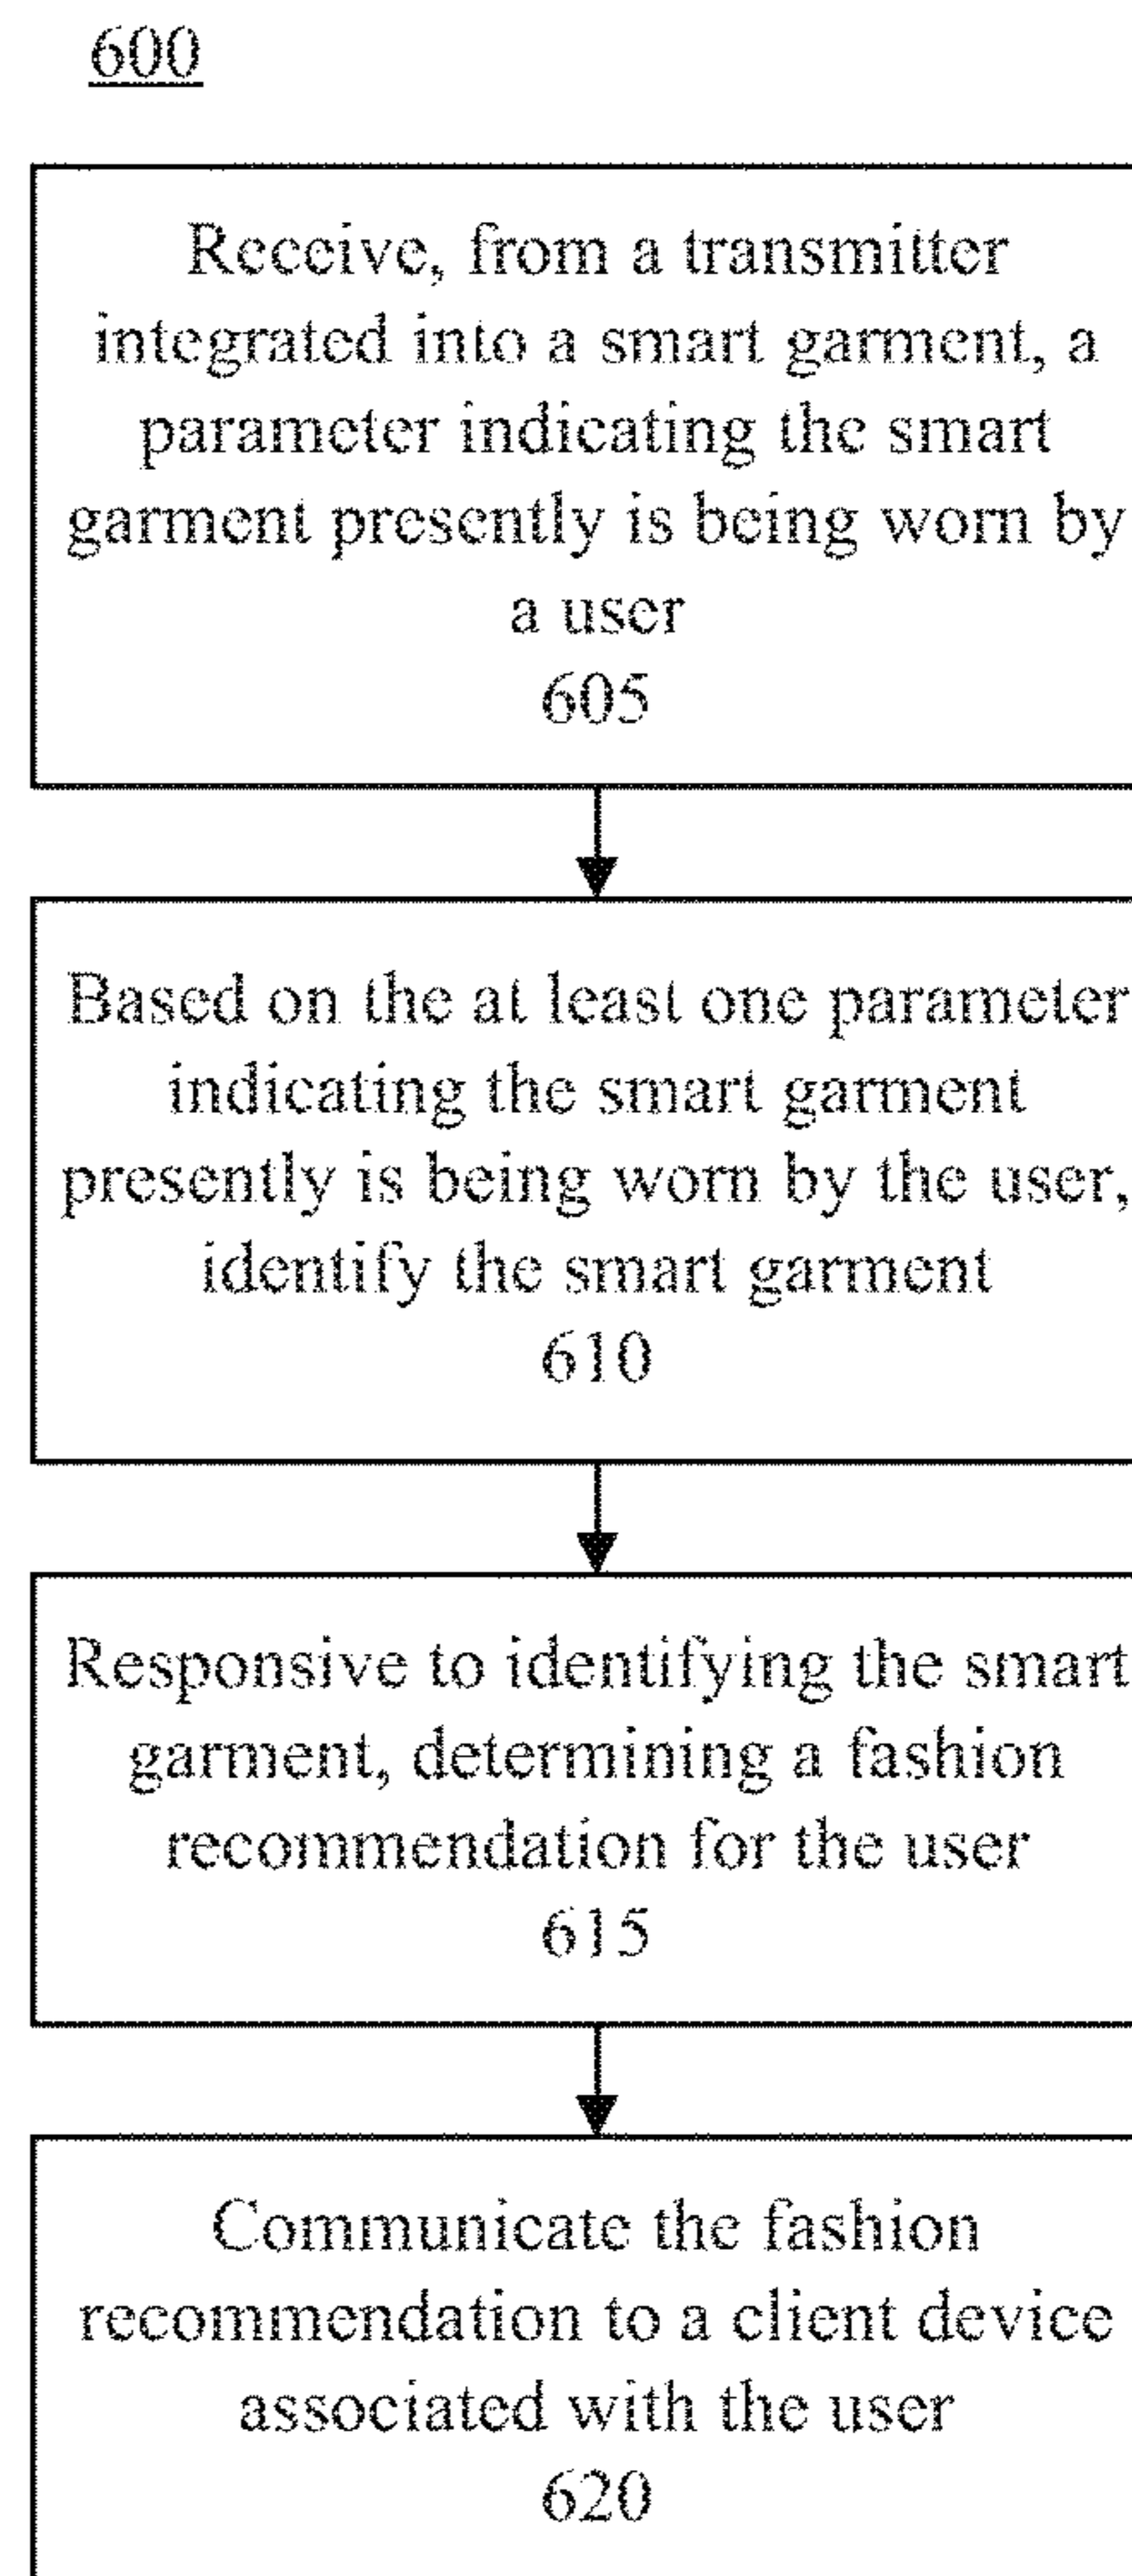 600
Receive, from a transmitter
integrated into a smart garment, a
parameter indicating the smart
garment presently is being worn by
a user
605
Based on the at least one parameter
indicating the smart garment
presently is being worn by the user,
identify the smart garment
610
Responsive to identifying the smart
garment, determining a fashion
recommendation for the user
615
Communicate the fashion
recommendation to a client device
associated with the user
620